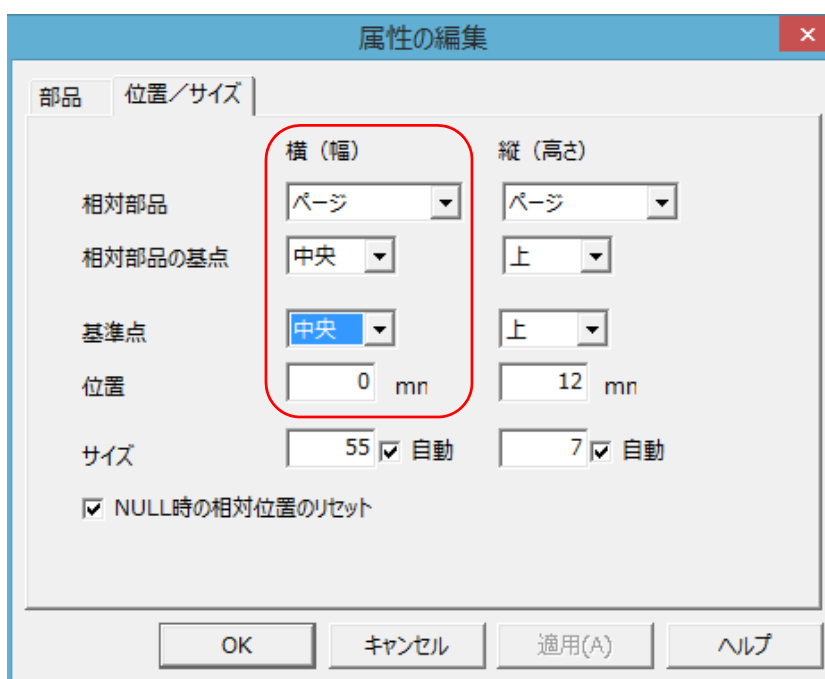 属性の編集
部品 位置／サイズ
横（幅） 縦（高さ）
相対部品 ページ ページ
相対部品の基点 中央 上
基準点 中央 上
位置 0 mm 12 mm
サイズ 55 自動 7 自動
NULL時の相対位置のリセット
OK キャンセル 適用(A) ヘルプ